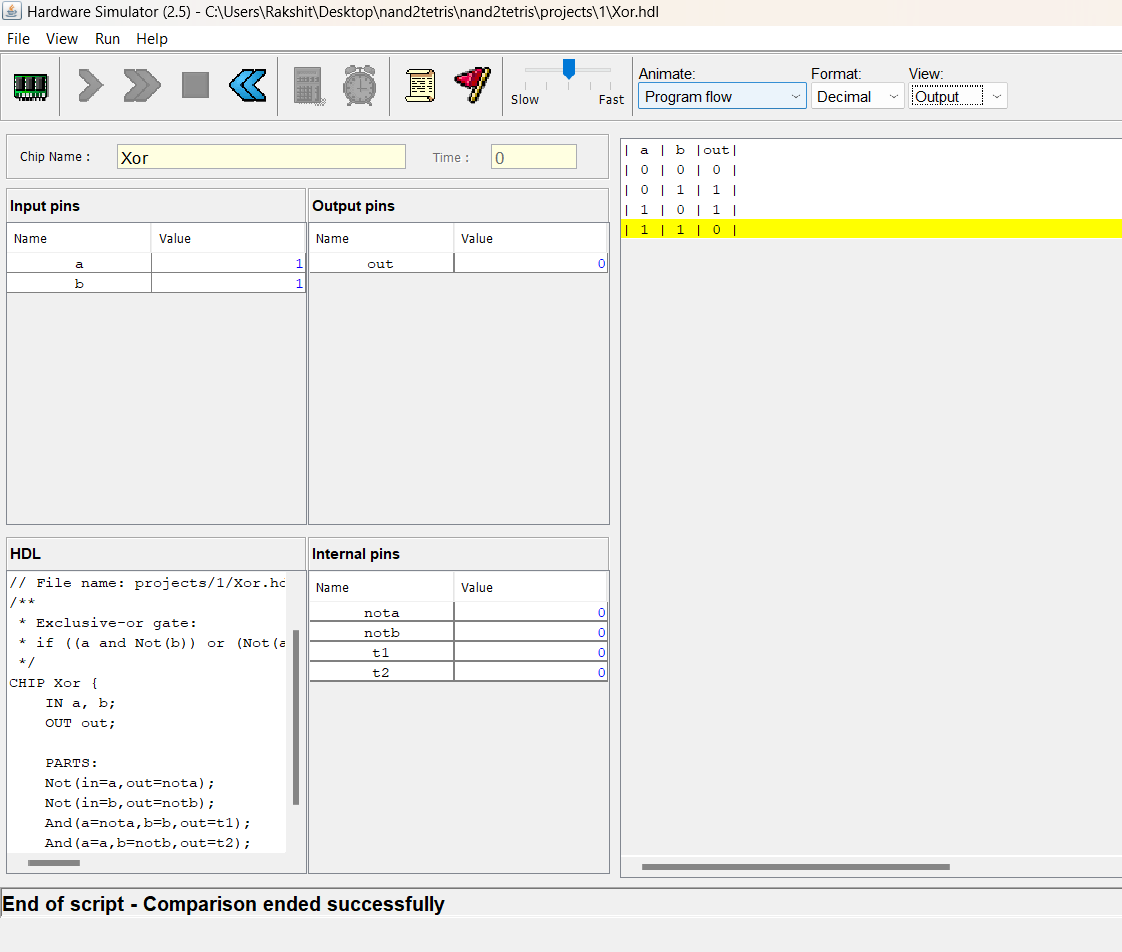 Hardware Simulator (2.5) - C:\Users\Rakshit\Desktop\nand2tetris\nand2tetris\projects\1\Xor.hdl
File View Run Help
Slow Fast
Animate: Format: View:
Program flow Decimal Output
Chip Name : Xor Time : 0
Input pins
Name Value
a 1
b 1
Output pins
Name Value
out 0
| a | b |out|
| 0 | 0 | 0 |
| 0 | 1 | 1 |
| 1 | 0 | 1 |
| 1 | 1 | 0 |
HDL
// File name: projects/1/Xor.hd
/**
* Exclusive-or gate:
* if ((a and Not(b)) or (Not(a
*/
CHIP Xor {
IN a, b;
OUT out;
PARTS:
Not(in=a,out=nota);
Not(in=b,out=notb);
And(a=nota,b=b,out=t1);
And(a=a,b=notb,out=t2);
Internal pins
Name Value
nota 0
notb 0
t1 0
t2 0
End of script - Comparison ended successfully